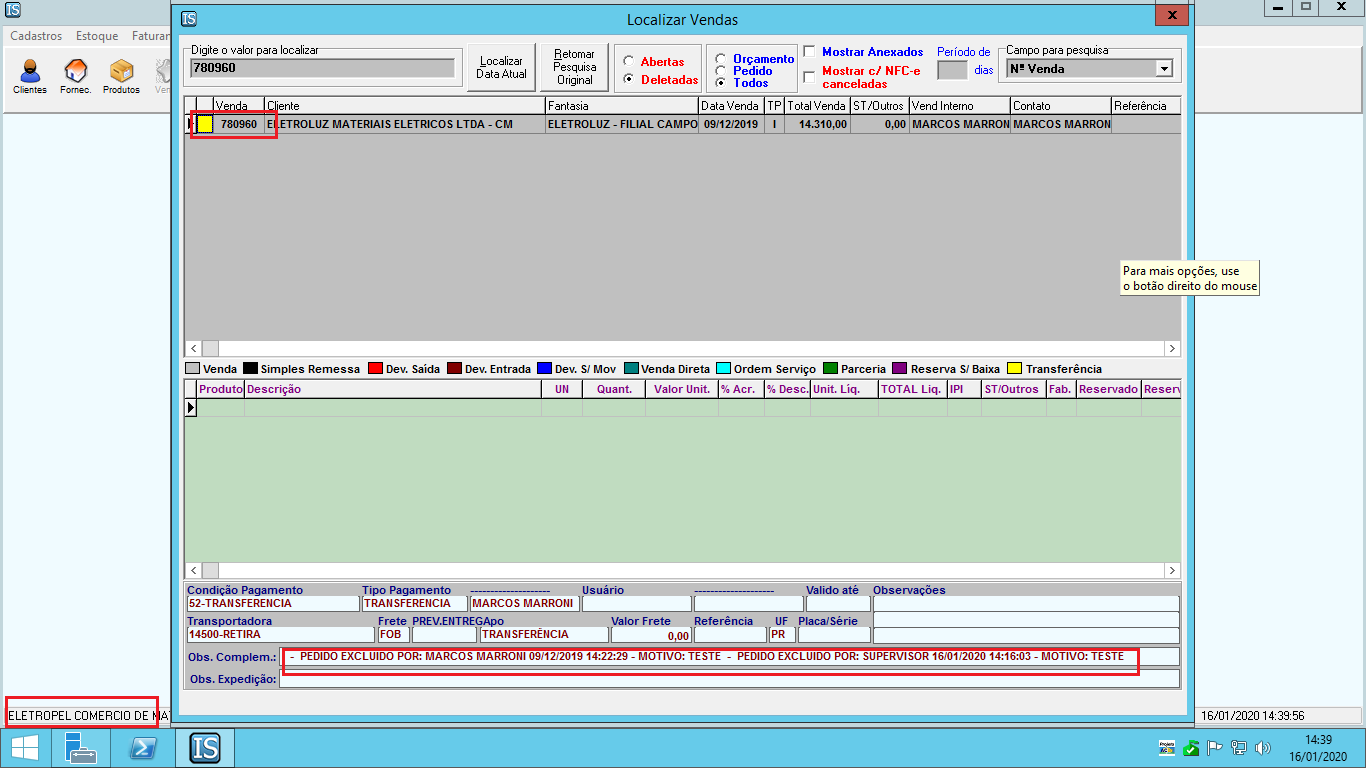 IS
IS Localizar Vendas X
X
Cadastros Estoque Faturar
Clientes Fornec. Produtos
Digite o valor para localizar
780960
Localizar
Data Atual
Retornar
Pesquisa
Original
Abertas
Deletadas
Orçamento
Pedido
Todos
Mostrar Anexados
Mostrar c/ NFC-e
canceladas
Período de
dias
Campo para pesquisa
Nº Venda
Venda Cliente Fantasia Data Venda TP Total Venda ST/Outros Vend Interno Contato Referência
780960 ELETROLUZ MATERIAIS ELETRICOS LTDA - CM ELETROLUZ - FILIAL CAMPO 09/12/2019 I 14.310,00 0,00 MARCOS MARRON MARCOS MARRON
Para mais opções, use
o botão direito do mouse
Venda Simples Remessa Dev. Saída Dev. Entrada Dev. S/ Mov Venda Direta Ordem Serviço Parceria Reserva S/ Baixa Transferência
Produto Descrição UN Quant. Valor Unit. % Acr. % Desc. Unit. Líq. TOTAL Liq. IPI ST/Outros Fab. Reservado Reserv
Condição Pagamento Tipo Pagamento -------------------- Usuário -------------------- Valido até Observações
52-TRANSFERENCIA TRANSFERENCIA MARCOS MARRONI
Transportadora Frete PREV.ENTREGApo Valor Frete Referência UF Placa/Série
14500-RETIRA FOB TRANSFERÊNCIA 0,00 PR
Obs. Complem.: - PEDIDO EXCLUIDO POR: MARCOS MARRONI 09/12/2019 14:22:29 - MOTIVO: TESTE - PEDIDO EXCLUIDO POR: SUPERVISOR 16/01/2020 14:16:03 - MOTIVO: TESTE
Obs. Expedição:
ELETROPEL COMERCIO DE MAT 16/01/2020 14:39:56
IS
14:39
16/01/2020